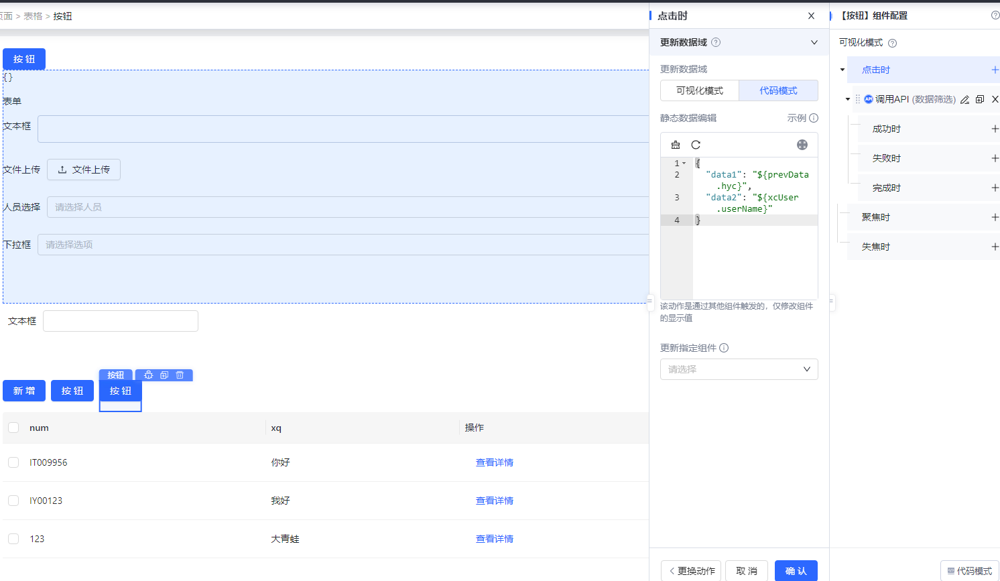 页面 > 表格 > 按钮
按 钮
{}
表单
文本框
文件上传 文件上传
人员选择 请选择人员
下拉框 请选择选项
文本框
按钮
新 增 按 钮 按 钮
num xq 操作
IT009956 你好 查看详情
IY00123 我好 查看详情
123 大青蛙 查看详情
点击时
更新数据域
更新数据域
可视化模式 代码模式
静态数据编辑 示例
1 {
2 "data1": "${prevData
.hyc}",
3 "data2": "${xcUser
.userName}"
4 }
该动作是通过其他组件触发的，仅修改组件
的显示值
更新指定组件
请选择
更换动作 取 消 确 认
【按钮】组件配置
可视化模式
点击时
API 调用API (数据筛选)
成功时
失败时
完成时
聚焦时
失焦时
代码模式